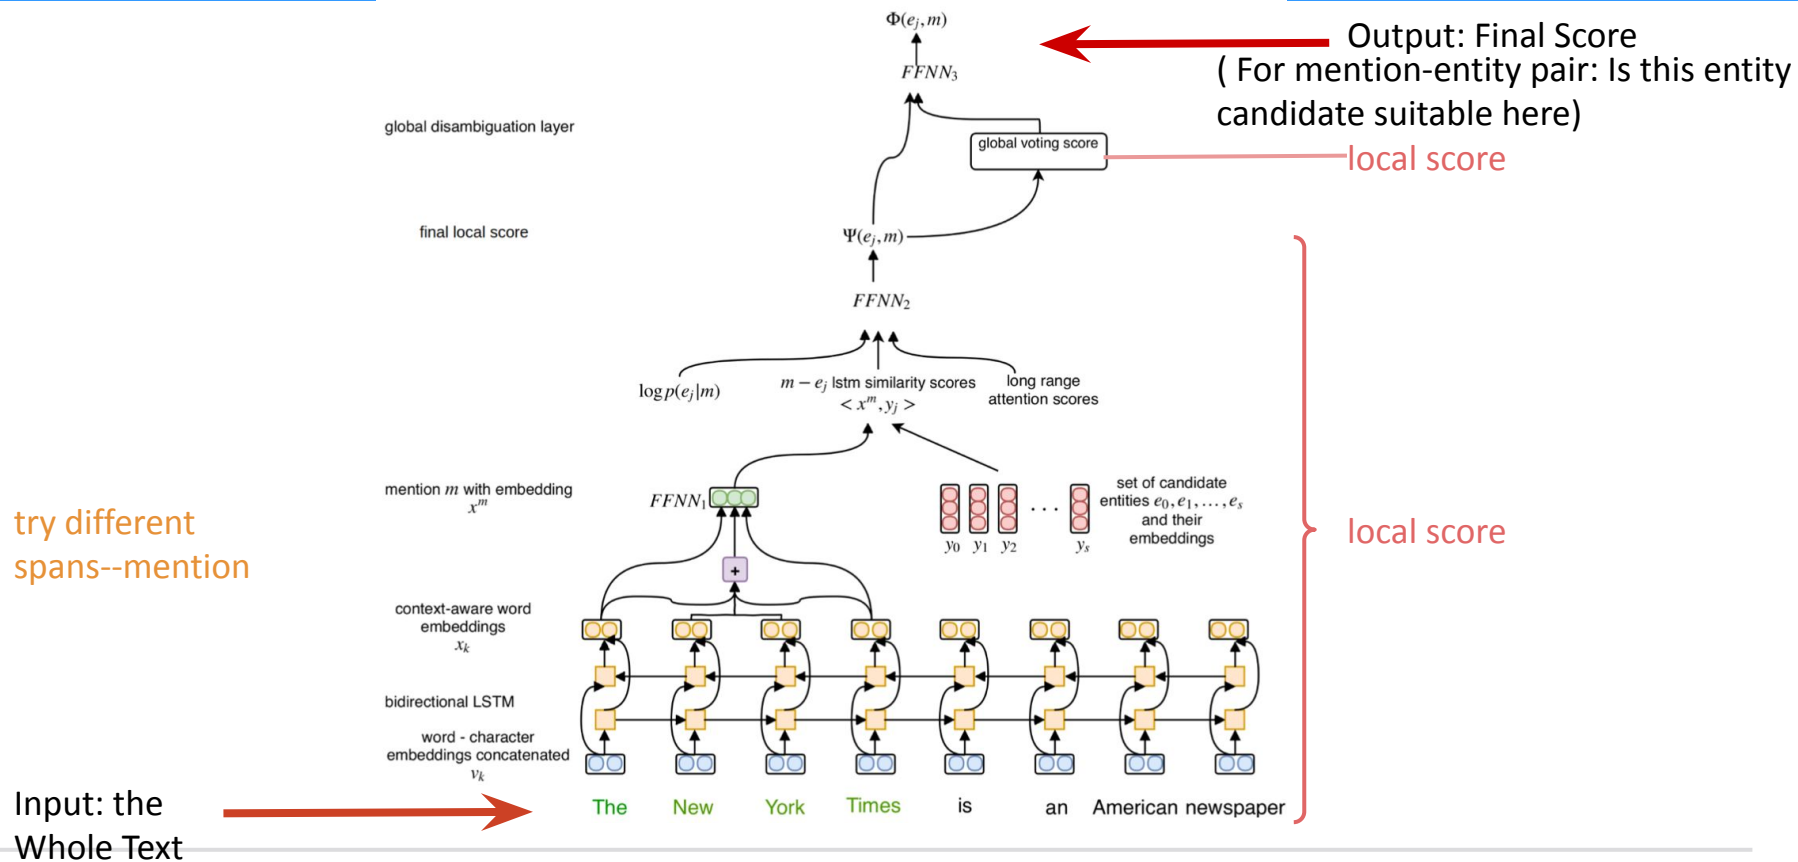 Φ(e_j, m)
Output: Final Score
( For mention-entity pair: Is this entity
candidate suitable here)
FFNN_3
global disambiguation layer
global voting score
local score
final local score
Ψ(e_j, m)
FFNN_2
log p(e_j|m)
m − e_j lstm similarity scores
< x^m, y_j >
long range
attention scores
mention m with embedding
x^m
FFNN_1
set of candidate
entities e_0, e_1, . . . , e_s
and their
embeddings
. . .
y_0 y_1 y_2 y_s
try different
spans--mention
local score
+
context-aware word
embeddings
x_k
bidirectional LSTM
word - character
embeddings concatenated
v_k
Input: the
Whole Text
The New York Times is an American newspaper